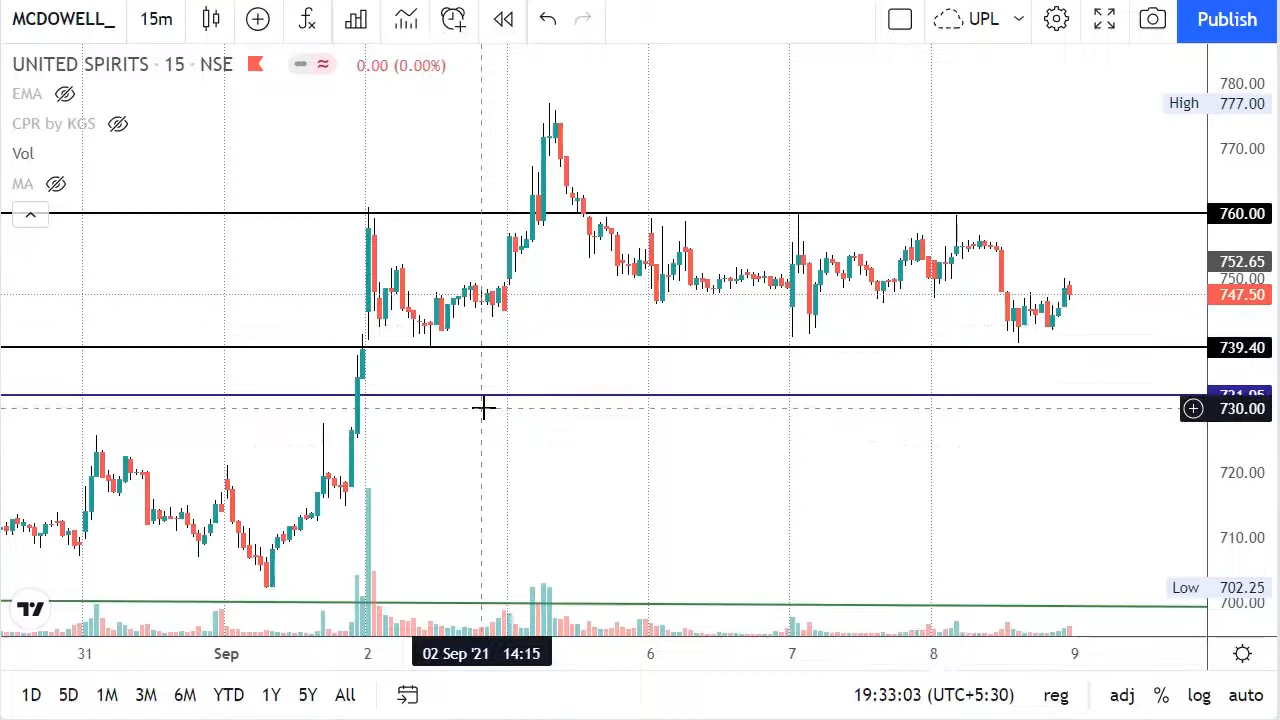 MCDOWELL_ 15m UPL Publish
UNITED SPIRITS · 15 · NSE 0.00 (0.00%)
EMA
CPR by KGS
Vol
MA
780.00
High 777.00
770.00
760.00
752.65
750.00
747.50
739.40
730.00
720.00
710.00
Low 702.25
700.00
31 Sep 2 02 Sep '21 14:15 6 7 8 9
1D 5D 1M 3M 6M YTD 1Y 5Y All 19:33:03 (UTC+5:30) reg adj % log auto